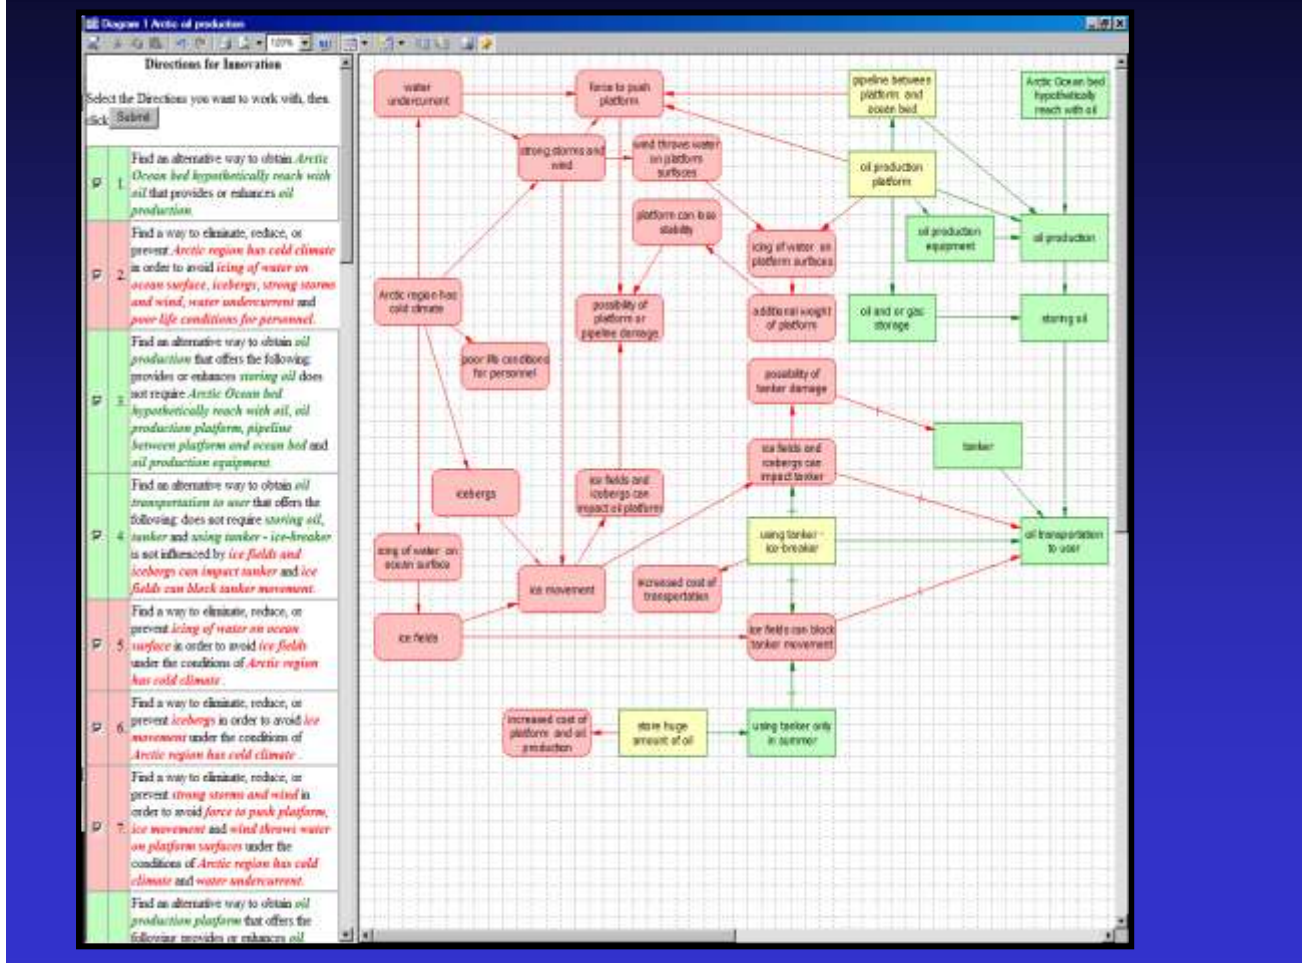 Diagram 1 Arctic oil production
Directions for Innovation
Select the Directions you want to work with, then
click Submit
1. Find an alternative way to obtain Arctic
Ocean bed hypothetically reach with
oil that provides or enhances oil
production.
2. Find a way to eliminate, reduce, or
prevent Arctic region has cold climate
in order to avoid icing of water on
ocean surface, icebergs, strong storms
and wind, water undercurrent and
poor life conditions for personnel.
3. Find an alternative way to obtain oil
production that offers the following:
provides or enhances storing oil does
not require Arctic Ocean bed
hypothetically reach with oil, oil
production platform, pipeline
between platform and ocean bed and
oil production equipment.
4. Find an alternative way to obtain oil
transportation to user that offers the
following: does not require storing oil,
tanker and using tanker - ice-breaker
is not influenced by ice fields and
icebergs can impact tanker and ice
fields can block tanker movement.
5. Find a way to eliminate, reduce, or
prevent icing of water on ocean
surface in order to avoid ice fields
under the conditions of Arctic region
has cold climate .
6. Find a way to eliminate, reduce, or
prevent icebergs in order to avoid ice
movement under the conditions of
Arctic region has cold climate .
7. Find a way to eliminate, reduce, or
prevent strong storms and wind in
order to avoid force to push platform,
ice movement and wind throws water
on platform surfaces under the
conditions of Arctic region has cold
climate and water undercurrent.
Find an alternative way to obtain oil
production platform that offers the
following: provides or enhances oil
water
undercurrent
force to push
platform
pipeline between
platform and
ocean bed
Arctic Ocean bed
hypothetically
reach with oil
strong storms and
wind
wind throws water
on platform
surfaces
oil production
platform
platform can lose
stability
icing of water on
platform surfaces
oil production
equipment
oil production
Arctic region has
cold climate
possibility of
platform or
pipeline damage
additional weight
of platform
oil and or gas
storage
storing oil
poor life conditions
for personnel
possibility of
tanker damage
tanker
ice fields and
icebergs can
impact tanker
icebergs
ice fields and
icebergs can
impact oil platform
using tanker -
ice-breaker
oil transportation
to user
icing of water on
ocean surface
ice movement
increased cost of
transportation
ice fields
ice fields can block
tanker movement
increased cost of
platform and oil
production
store huge
amount of oil
using tanker only
in summer